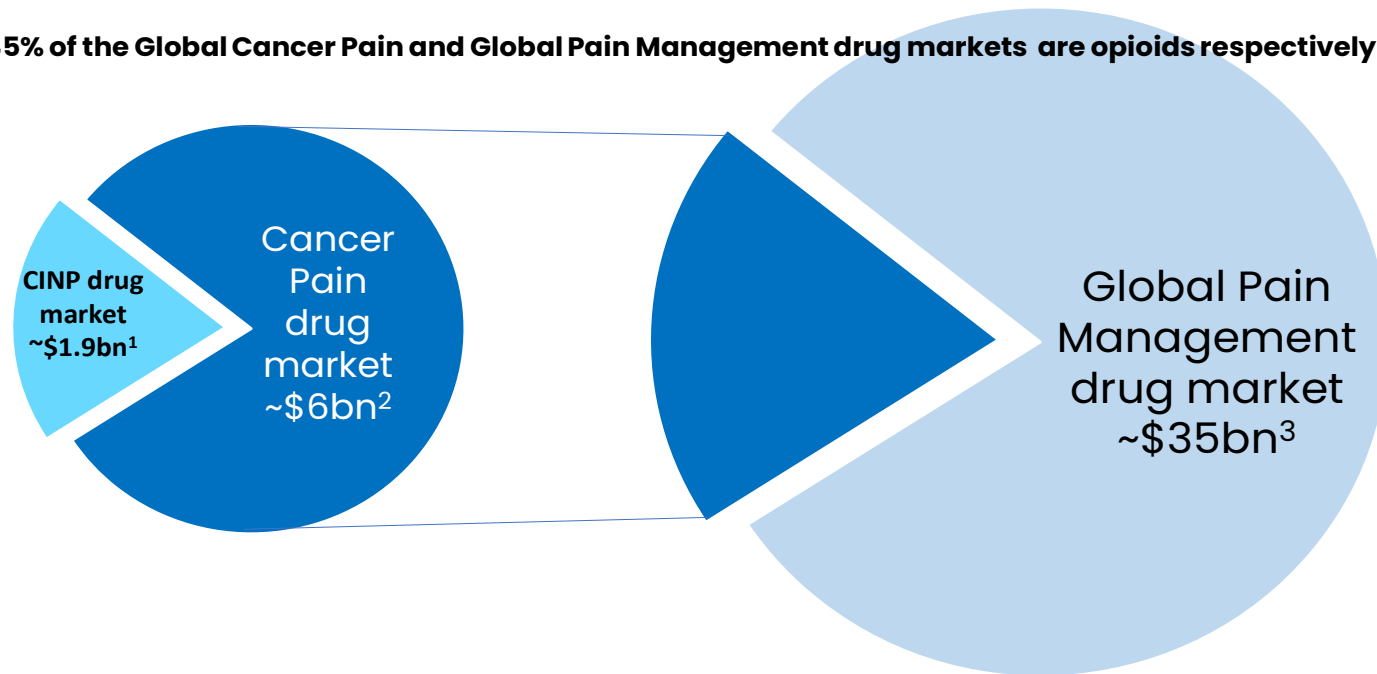 5% of the Global Cancer Pain and Global Pain Management drug markets are opioids respectively
CINP drug
market
~$1.9bn¹
Cancer
Pain
drug
market
~$6bn²
Global Pain
Management
drug market
~$35bn³